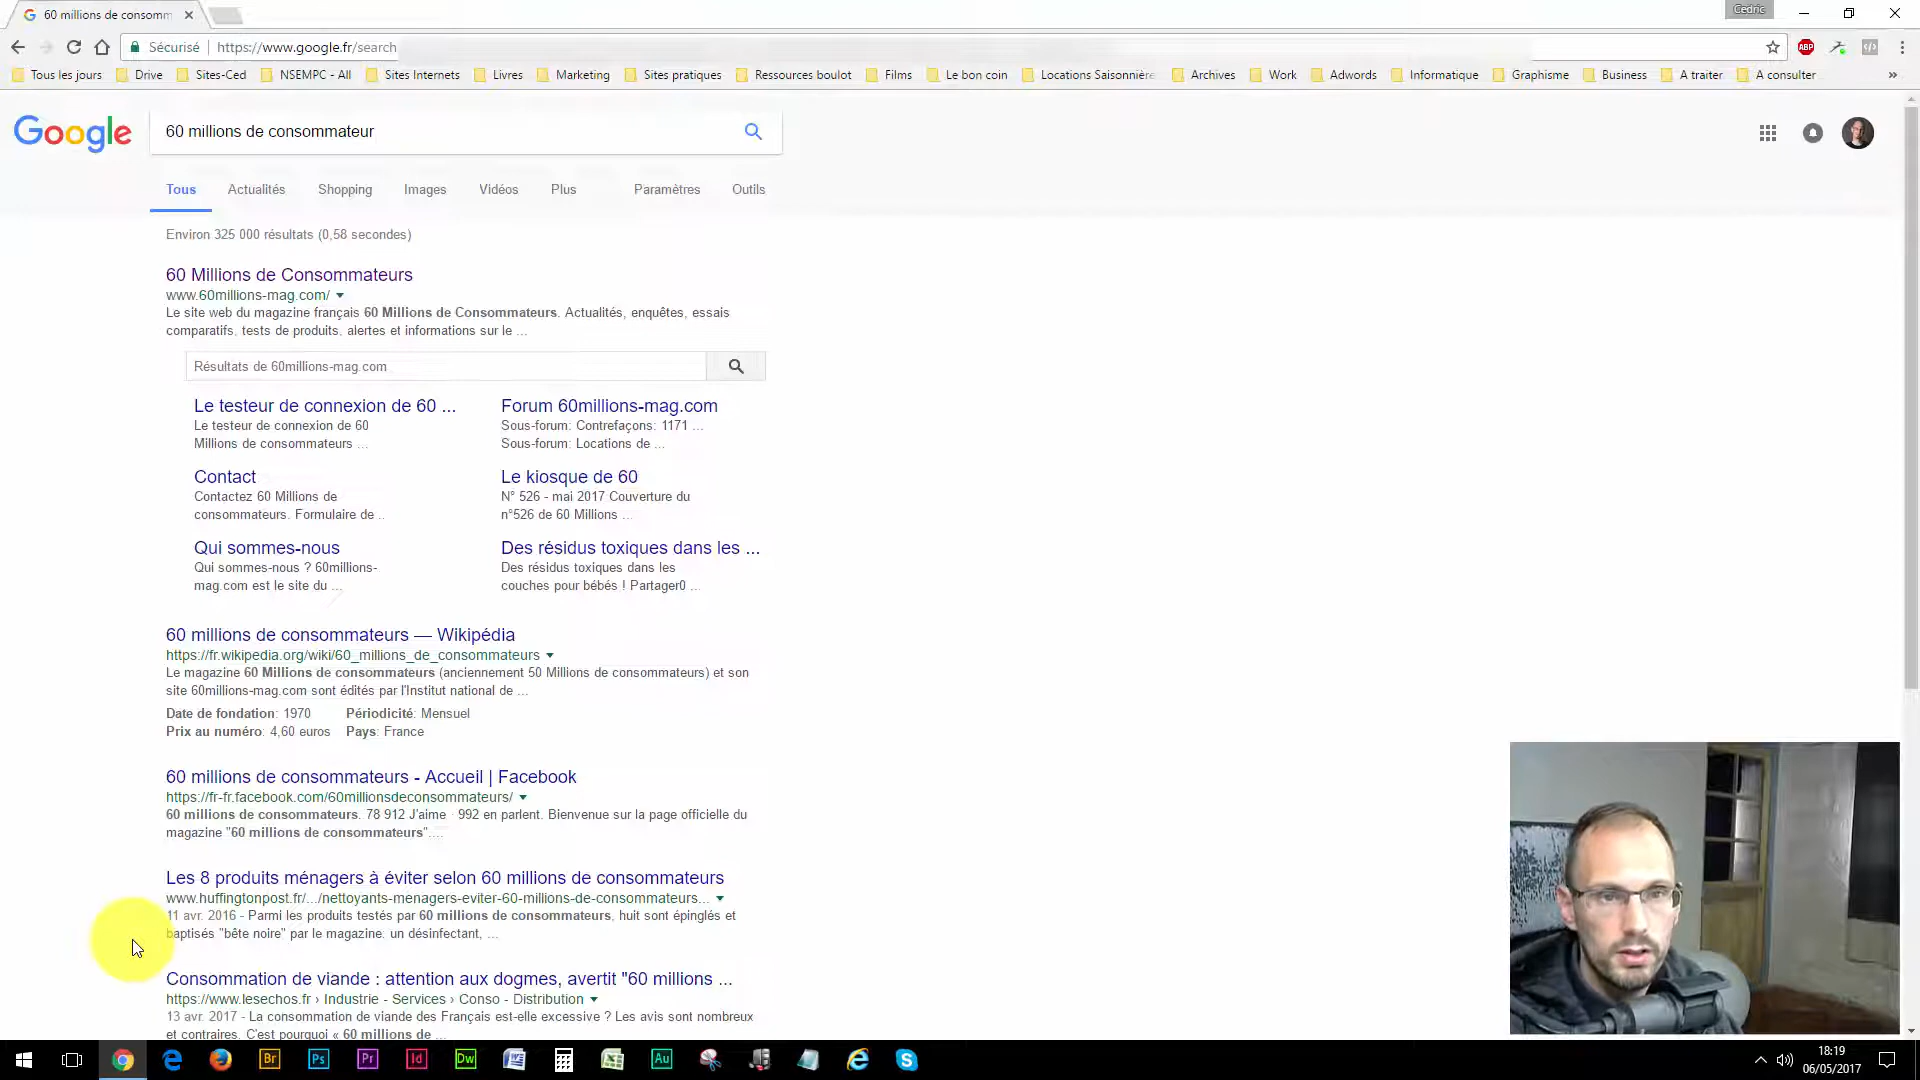 60 millions de consomm
Cedric
Sécurisé
https://www.google.fr/search
Tous les jours
Drive
Sites-Ced
NSEMPC - All
Sites Internets
Livres
Marketing
Sites pratiques
Ressources boulot
Films
Le bon coin
Locations Saisonnière
Archives
Work
Adwords
Informatique
Graphisme
Business
A traiter
A consulter
»
ABP
Google
60 millions de consommateur
Tous
Actualités
Shopping
Images
Vidéos
Plus
Paramètres
Outils
Environ 325 000 résultats (0,58 secondes)
60 Millions de Consommateurs
www.60millions-mag.com/
Le site web du magazine français 60 Millions de Consommateurs. Actualités, enquêtes, essais
comparatifs, tests de produits, alertes et informations sur le ...
Résultats de 60millions-mag.com
Le testeur de connexion de 60 ...
Le testeur de connexion de 60
Millions de consommateurs ...
Forum 60millions-mag.com
Sous-forum: Contrefaçons: 1171 ...
Sous-forum: Locations de ...
Contact
Contactez 60 Millions de
consommateurs. Formulaire de ..
Le kiosque de 60
N° 526 - mai 2017 Couverture du
n°526 de 60 Millions ...
Qui sommes-nous
Qui sommes-nous ? 60millions-
mag.com est le site du ...
Des résidus toxiques dans les ...
Des résidus toxiques dans les
couches pour bébés ! Partager0 ...
60 millions de consommateurs — Wikipédia
https://fr.wikipedia.org/wiki/60_millions_de_consommateurs
Le magazine 60 Millions de consommateurs (anciennement 50 Millions de consommateurs) et son
site 60millions-mag.com sont édités par l'Institut national de ...
Date de fondation: 1970 Périodicité: Mensuel
Prix au numéro: 4,60 euros Pays: France
60 millions de consommateurs - Accueil | Facebook
https://fr-fr.facebook.com/60millionsdeconsommateurs/
60 millions de consommateurs. 78 912 J'aime · 992 en parlent. Bienvenue sur la page officielle du
magazine "60 millions de consommateurs"....
Les 8 produits ménagers à éviter selon 60 millions de consommateurs
www.huffingtonpost.fr/.../nettoyants-menagers-eviter-60-millions-de-consommateurs...
11 avr. 2016 - Parmi les produits testés par 60 millions de consommateurs, huit sont épinglés et
baptisés "bête noire" par le magazine: un désinfectant, ...
Consommation de viande : attention aux dogmes, avertit "60 millions ...
https://www.lesechos.fr › Industrie - Services › Conso - Distribution
13 avr. 2017 - La consommation de viande des Français est-elle excessive ? Les avis sont nombreux
et contraires. C'est pourquoi « 60 millions de ...
Br
Ps
Pr
Id
Dw
Au
18:19
06/05/2017